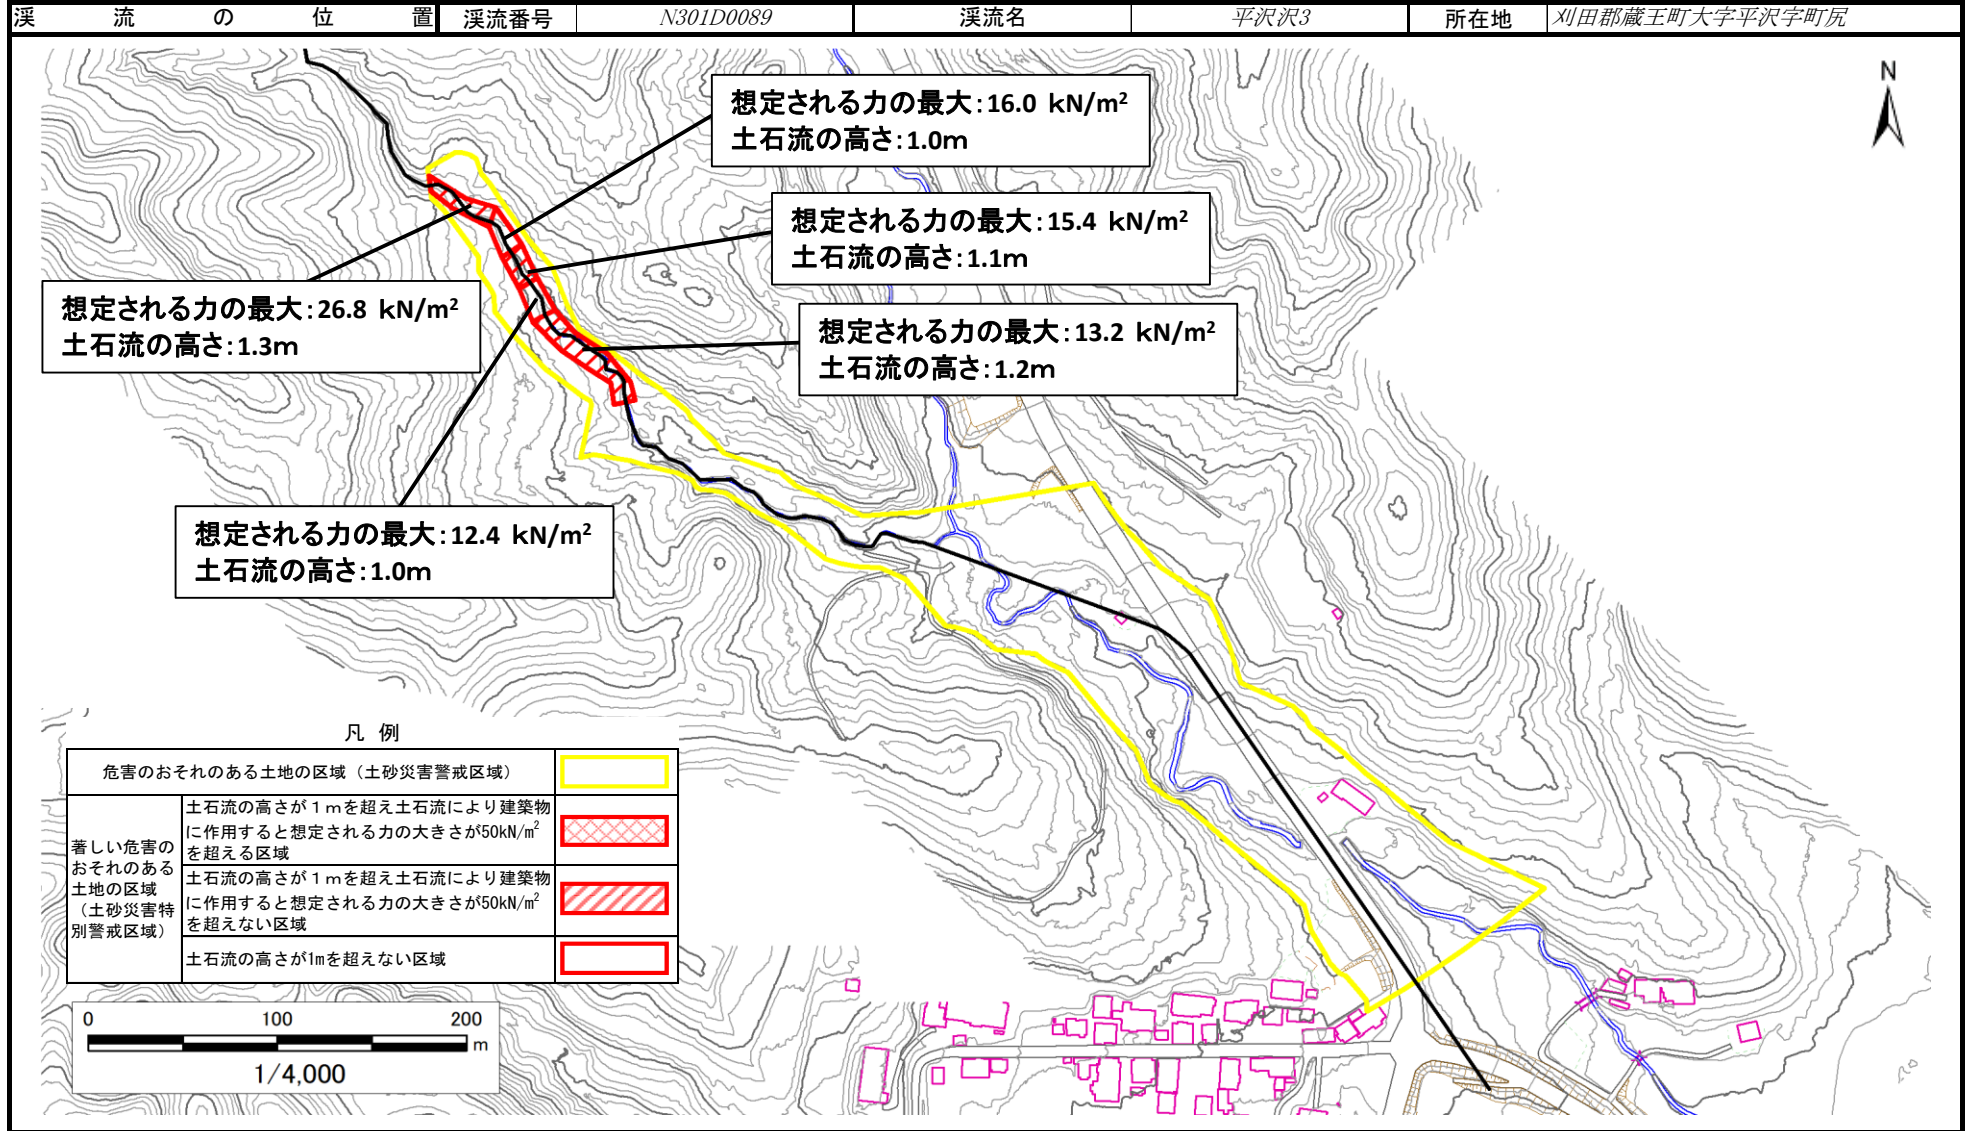 溪流の位置 渓流番号 N301D0089 渓流名 平沢沢3 所在地 刈田郡蔵王町大字平沢字町尻
N
想定される力の最大:16.0 kN/m²
土石流の高さ:1.0m
想定される力の最大:15.4 kN/m²
土石流の高さ:1.1m
想定される力の最大:26.8 kN/m²
土石流の高さ:1.3m
想定される力の最大:13.2 kN/m²
土石流の高さ:1.2m
想定される力の最大:12.4 kN/m²
土石流の高さ:1.0m
凡例
危害のおそれのある土地の区域（土砂災害警戒区域）
著しい危害の
おそれのある
土地の区域
（土砂災害特
別警戒区域）
土石流の高さが１ｍを超え土石流により建築物
に作用すると想定される力の大きさが50kN/m²
を超える区域
土石流の高さが１ｍを超え土石流により建築物
に作用すると想定される力の大きさが50kN/m²
を超えない区域
土石流の高さが1mを超えない区域
0 100 200
m
1/4,000